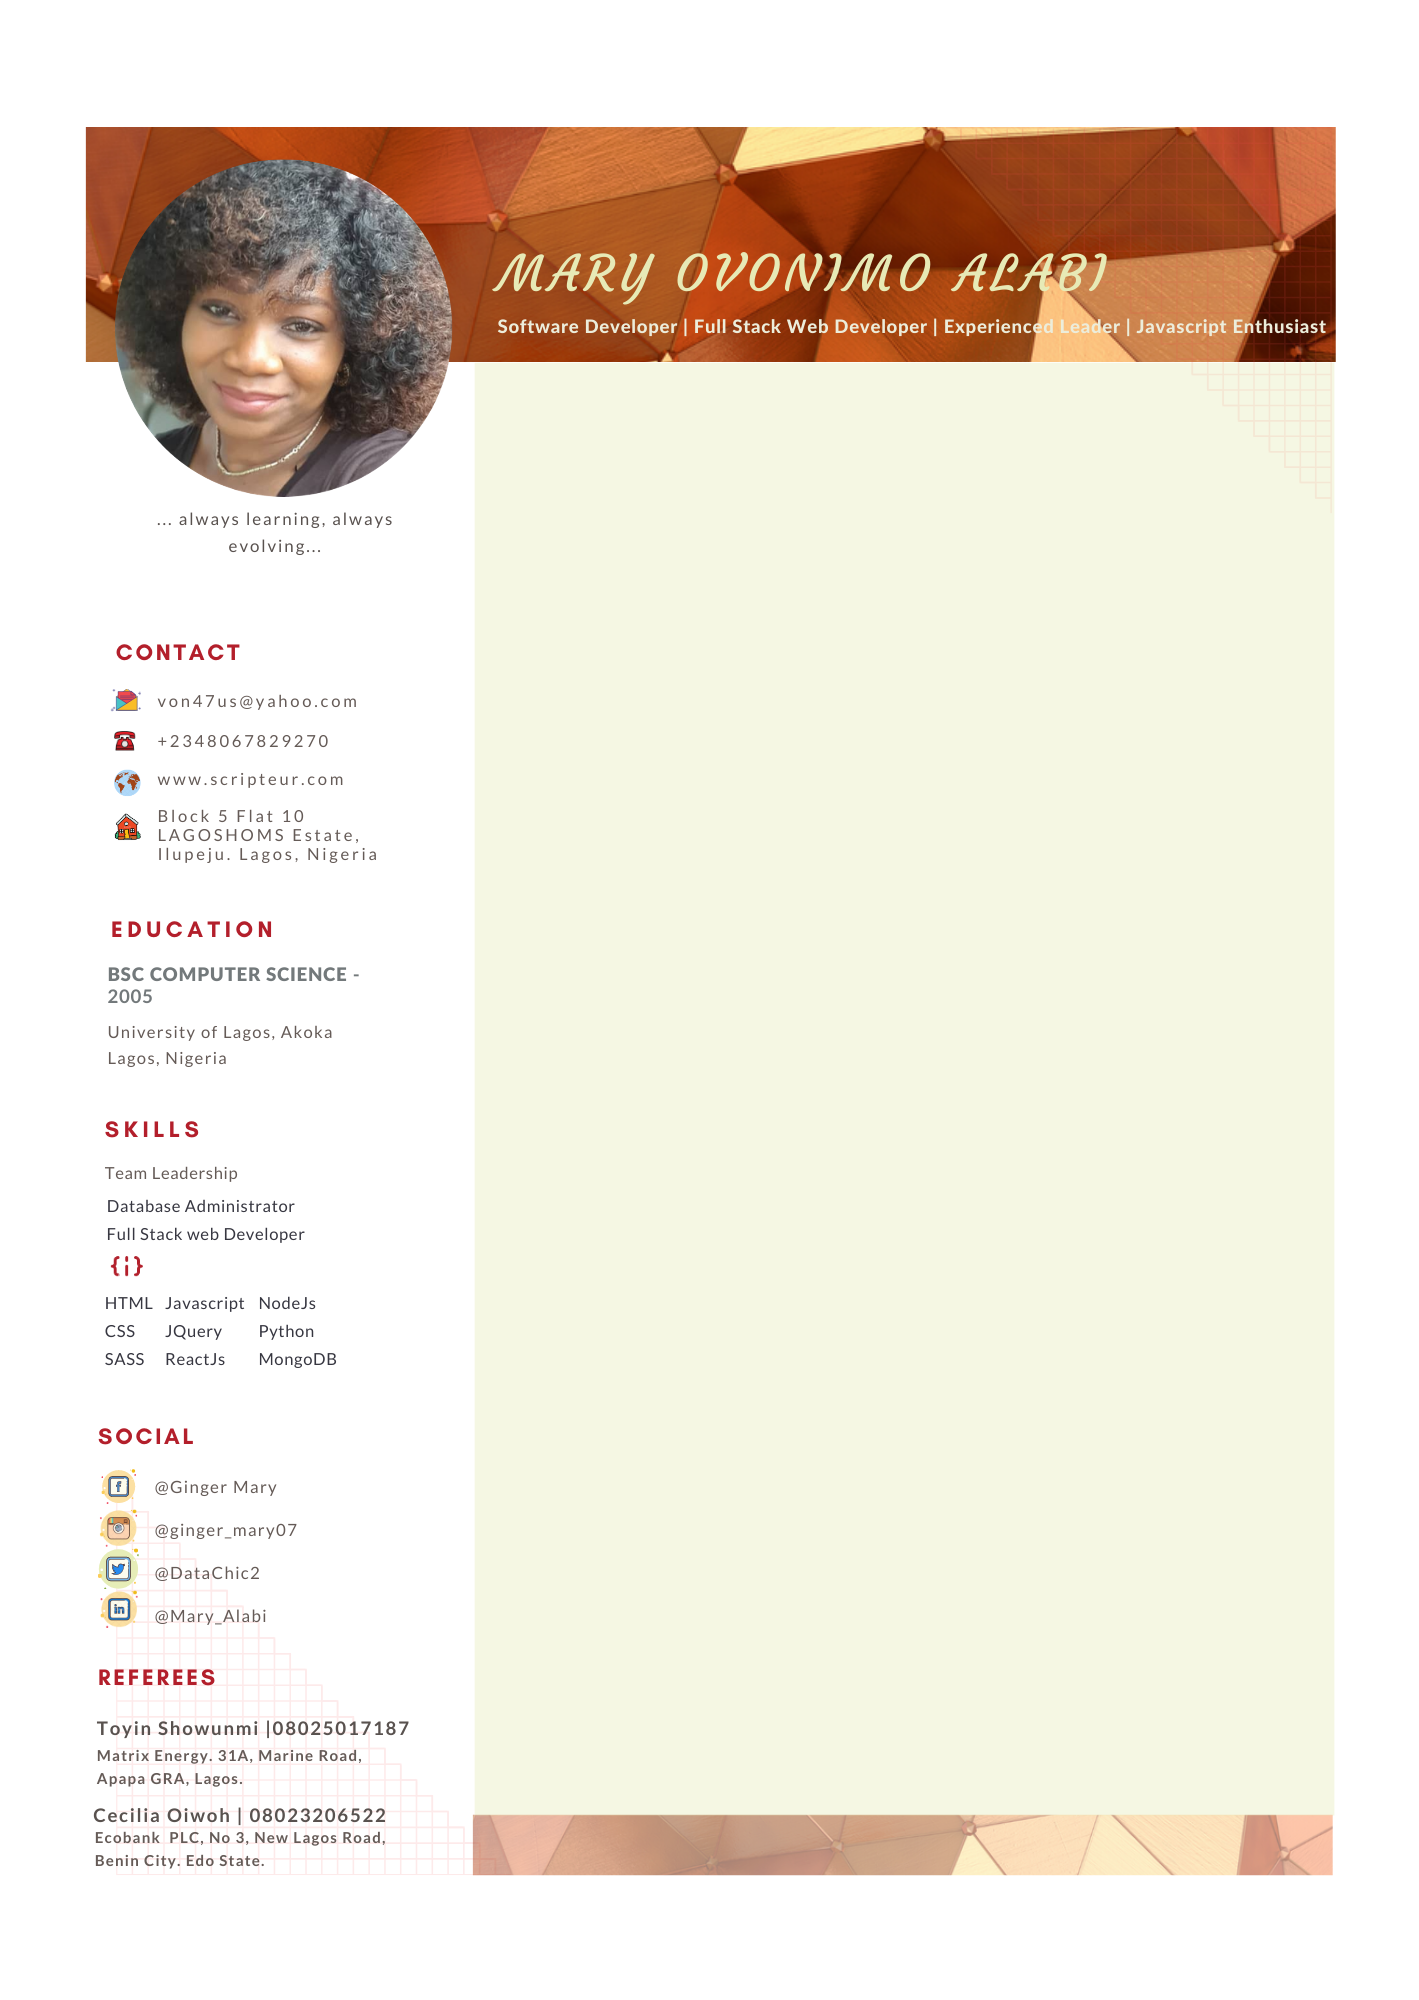 MARY OVONIMO ALABI
Software Developer | Full Stack Web Developer | Experienced Leader | Javascript Enthusiast
... always learning, always
evolving...
CONTACT
von47us@yahoo.com
+2348067829270
www.scripteur.com
Block 5 Flat 10
LAGOSHOMS Estate,
Ilupeju. Lagos, Nigeria
EDUCATION
BSC COMPUTER SCIENCE -
2005
University of Lagos, Akoka
Lagos, Nigeria
SKILLS
Team Leadership
Database Administrator
Full Stack web Developer
{¡}
HTML Javascript NodeJs
CSS JQuery Python
SASS ReactJs MongoDB
SOCIAL
f @Ginger Mary
@ginger_mary07
@DataChic2
in @Mary_Alabi
REFEREES
Toyin Showunmi |08025017187
Matrix Energy. 31A, Marine Road,
Apapa GRA, Lagos.
Cecilia Oiwoh | 08023206522
Ecobank PLC, No 3, New Lagos Road,
Benin City. Edo State.